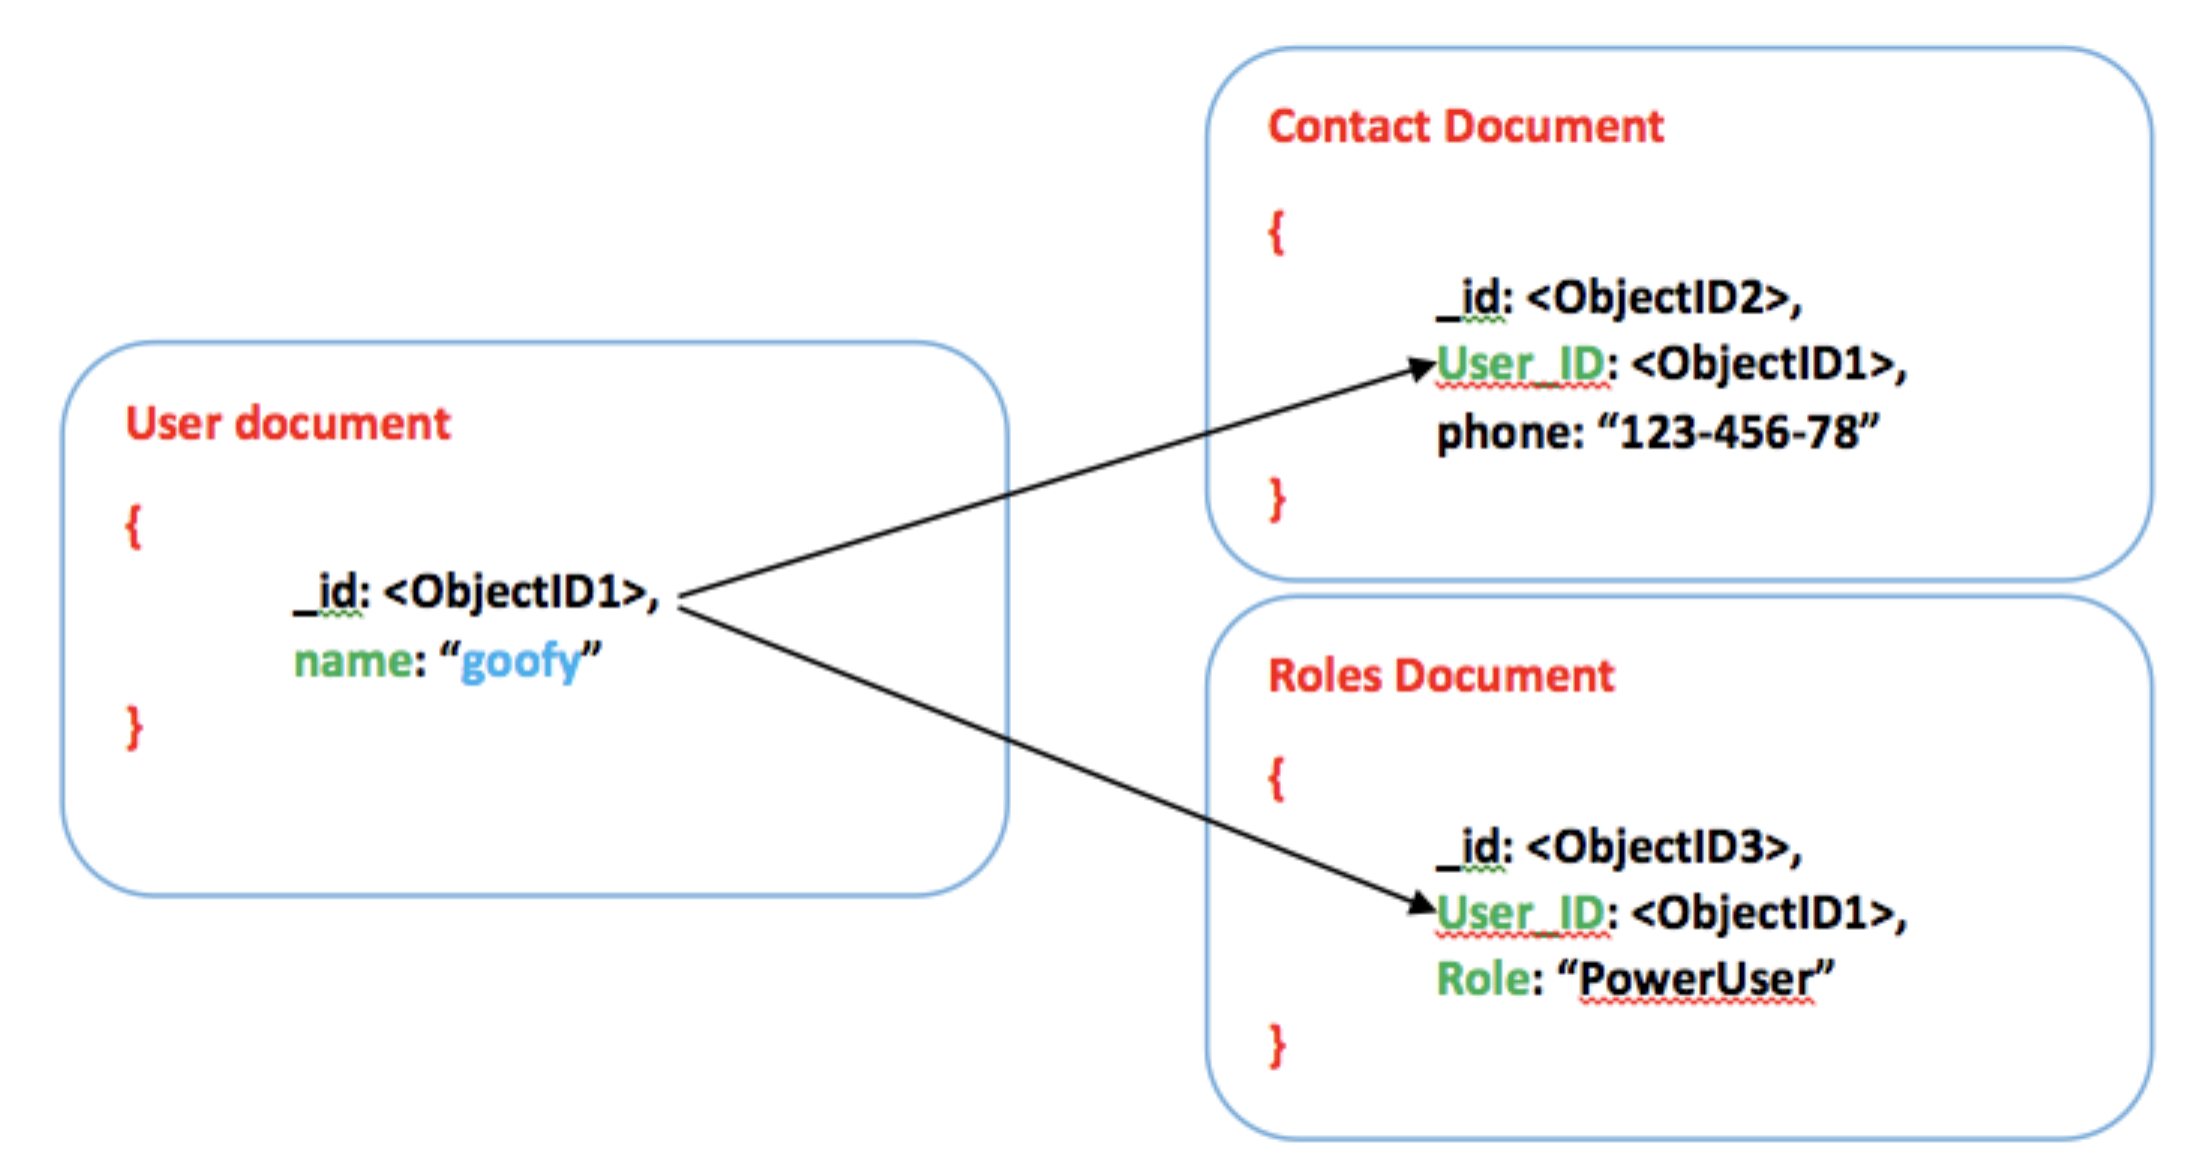 User document
{
_id: <ObjectID1>,
name: “goofy”
}
Contact Document
{
_id: <ObjectID2>,
User_ID: <ObjectID1>,
phone: “123-456-78”
}
Roles Document
{
_id: <ObjectID3>,
User_ID: <ObjectID1>,
Role: “PowerUser”
}